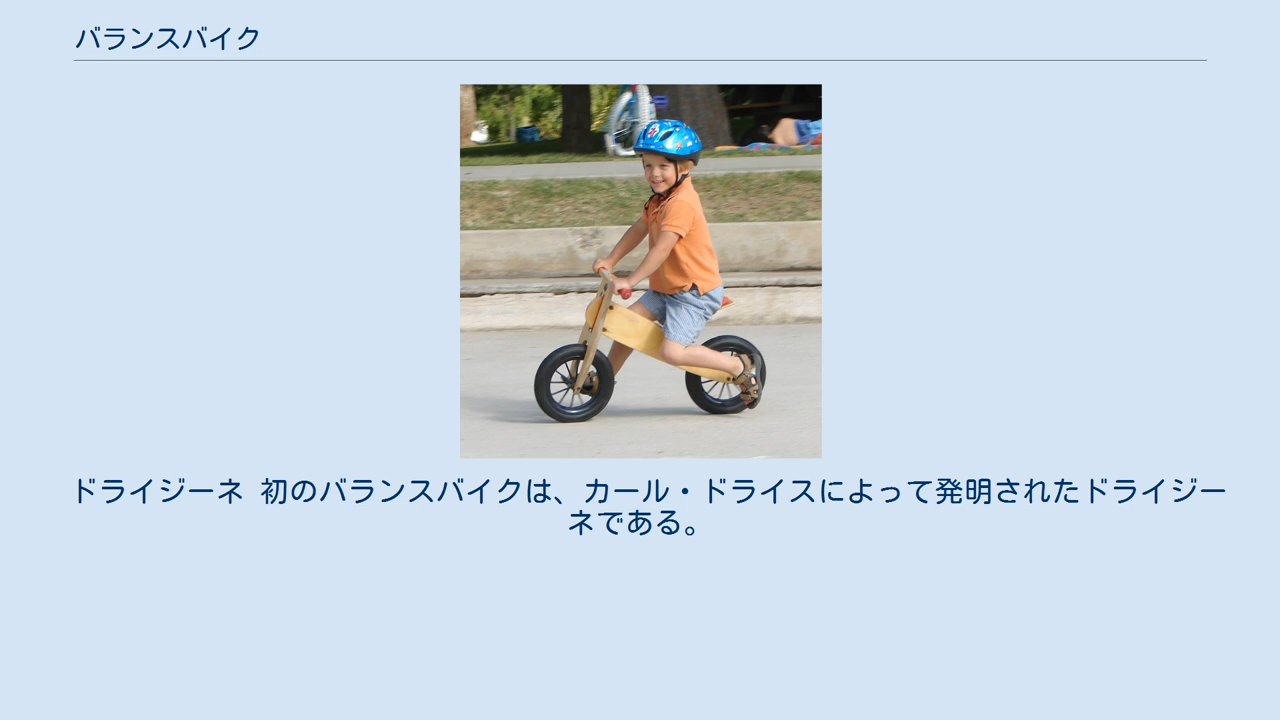 バランスバイク
ドライジーネ 初のバランスバイクは、カール・ドライスによって発明されたドライジー
ネである。